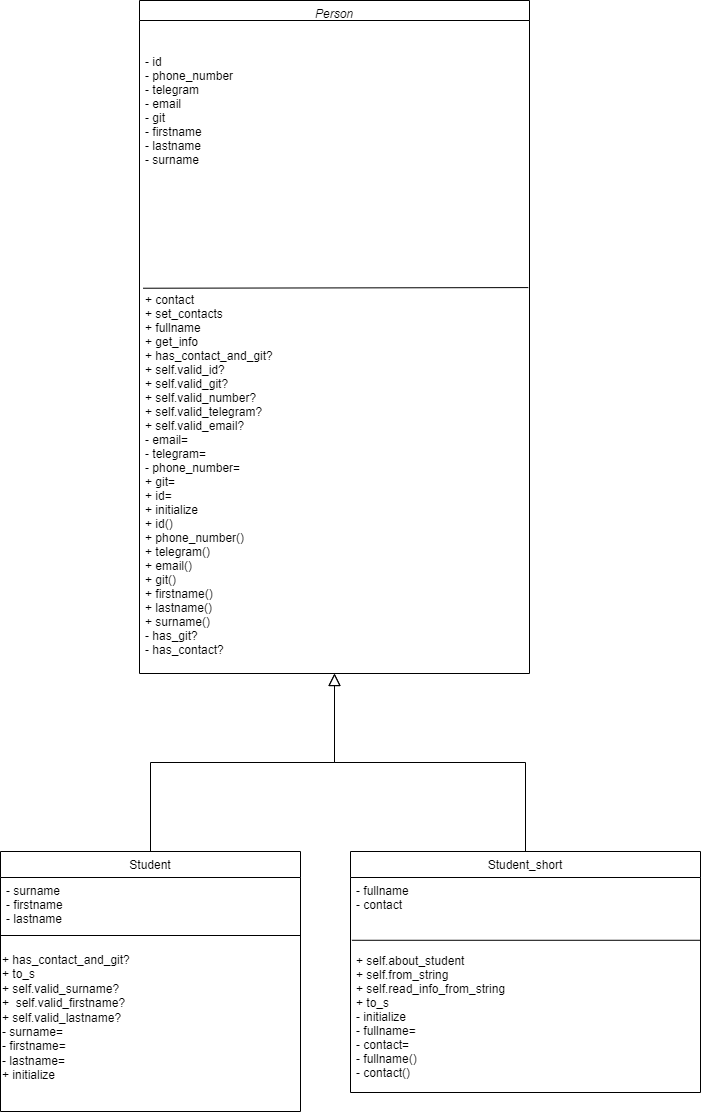 Person
- id
- phone_number
- telegram
- email
- git
- firstname
- lastname
- surname
+ contact
+ set_contacts
+ fullname
+ get_info
+ has_contact_and_git?
+ self.valid_id?
+ self.valid_git?
+ self.valid_number?
+ self.valid_telegram?
+ self.valid_email?
- email=
- telegram=
- phone_number=
+ git=
+ id=
+ initialize
+ id()
+ phone_number()
+ telegram()
+ email()
+ git()
+ firstname()
+ lastname()
+ surname()
- has_git?
- has_contact?
Student
- surname
- firstname
- lastname
+ has_contact_and_git?
+ to_s
+ self.valid_surname?
+ self.valid_firstname?
+ self.valid_lastname?
- surname=
- firstname=
- lastname=
+ initialize
Student_short
- fullname
- contact
+ self.about_student
+ self.from_string
+ self.read_info_from_string
+ to_s
- initialize
- fullname=
- contact=
- fullname()
- contact()